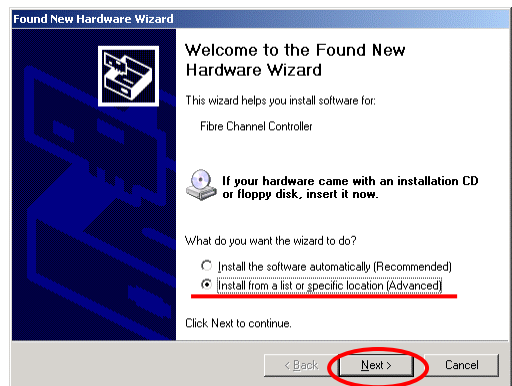 Found New Hardware Wizard
Welcome to the Found New
Hardware Wizard
This wizard helps you install software for:
Fibre Channel Controller
If your hardware came with an installation CD
or floppy disk, insert it now.
What do you want the wizard to do?
Install the software automatically (Recommended)
Install from a list or specific location (Advanced)
Click Next to continue.
< Back
Next >
Cancel